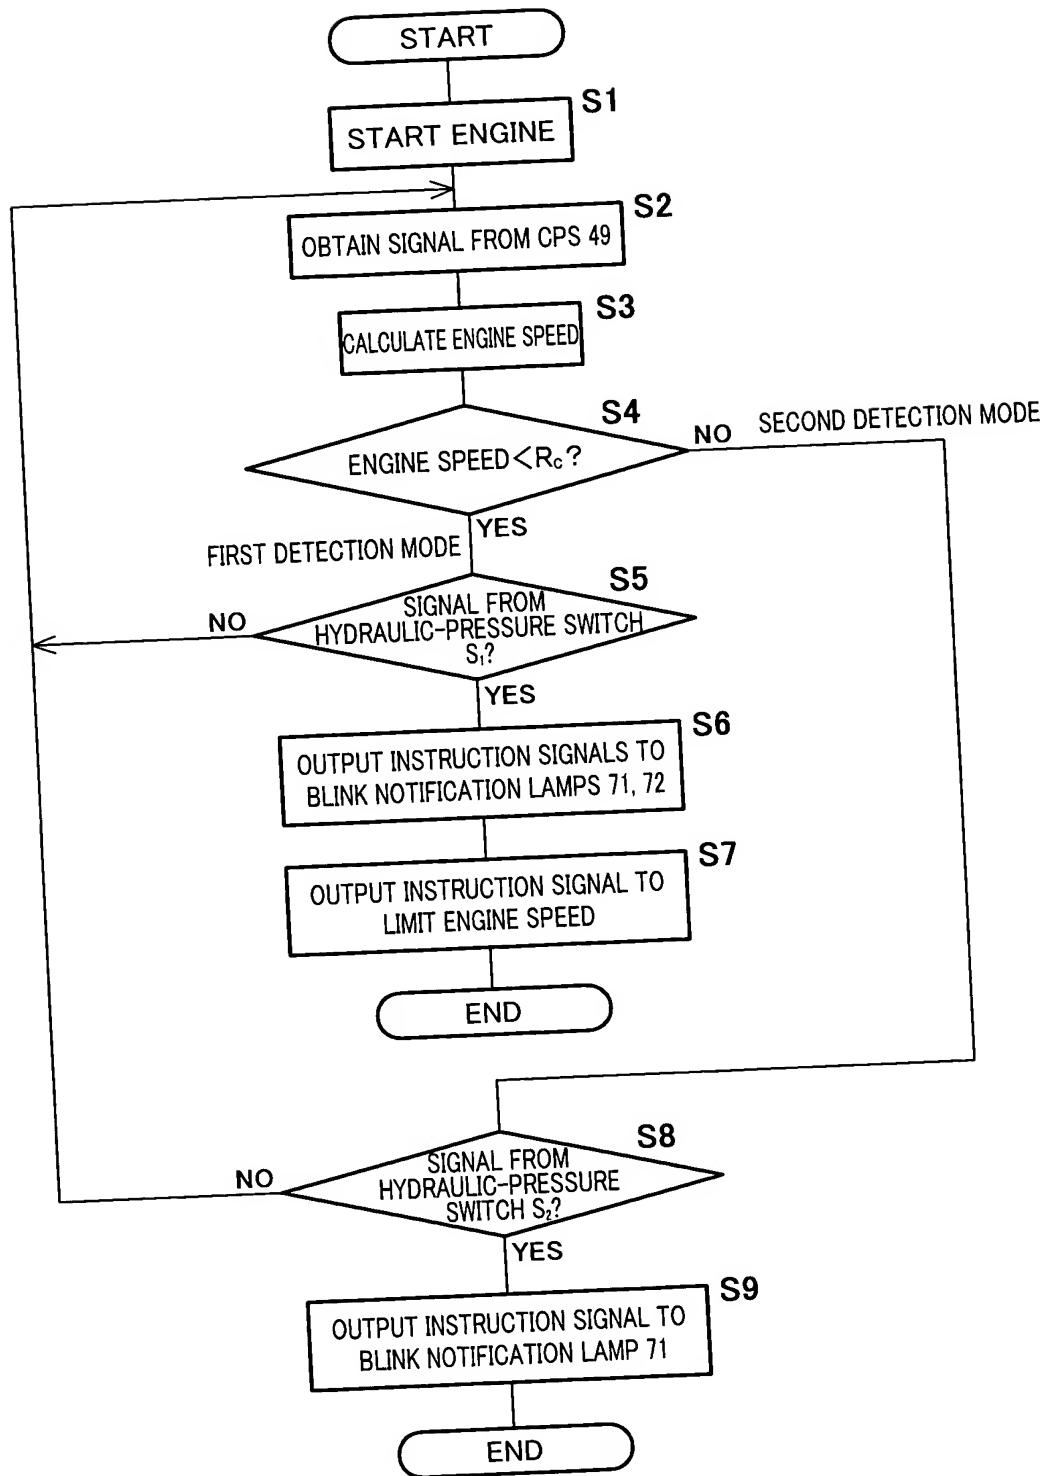 START
S1
START ENGINE
S2
OBTAIN SIGNAL FROM CPS 49
S3
CALCULATE ENGINE SPEED
S4
NO SECOND DETECTION MODE
ENGINE SPEED<Rc?
YES
FIRST DETECTION MODE
S5
NO
SIGNAL FROM
HYDRAULIC-PRESSURE SWITCH
S₁?
YES
S6
OUTPUT INSTRUCTION SIGNALS TO
BLINK NOTIFICATION LAMPS 71, 72
S7
OUTPUT INSTRUCTION SIGNAL TO
LIMIT ENGINE SPEED
END
S8
NO
SIGNAL FROM
HYDRAULIC-PRESSURE
SWITCH S₂?
YES
S9
OUTPUT INSTRUCTION SIGNAL TO
BLINK NOTIFICATION LAMP 71
END